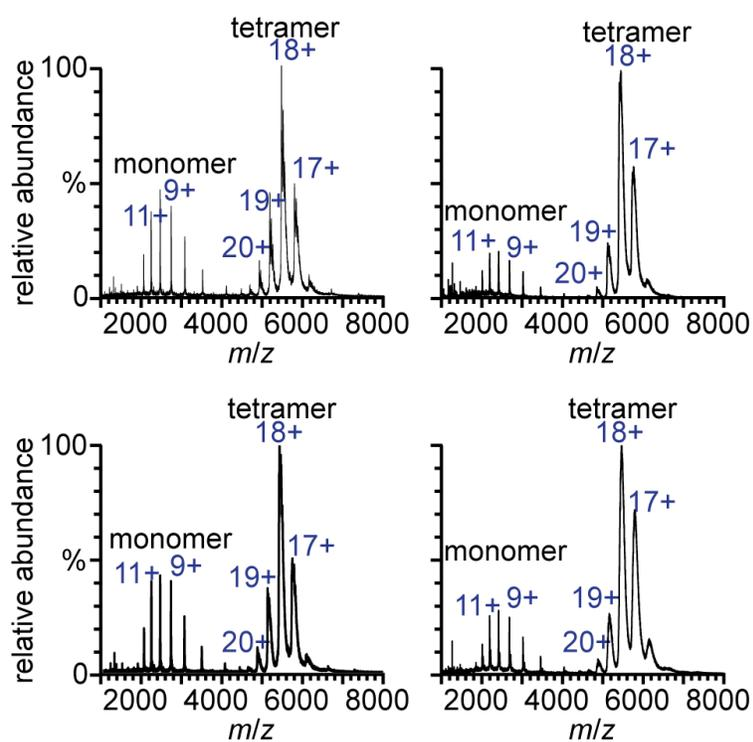 tetramer
18+
100
monomer
9+
11+
17+
19+
20+
%
0
relative abundance
2000 4000 6000 8000
m/z
tetramer
18+
17+
monomer
11+
9+
19+
20+
2000 4000 6000 8000
m/z
tetramer
18+
100
monomer
11+
9+
17+
19+
20+
%
0
relative abundance
2000 4000 6000 8000
m/z
tetramer
18+
17+
monomer
11+
9+
19+
20+
2000 4000 6000 8000
m/z